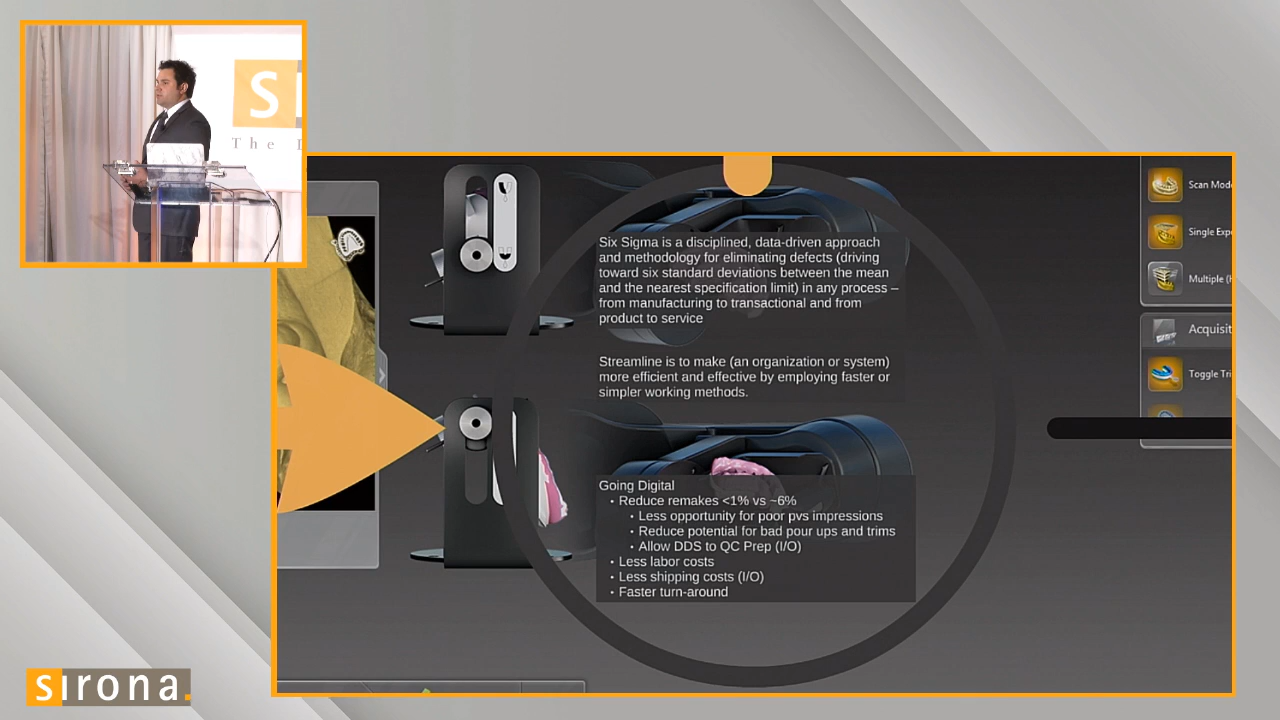 S
The
Scan Mod
Single Exp
Multiple (
Acquisit
Toggle Tri
Six Sigma is a disciplined, data-driven approach
and methodology for eliminating defects (driving
toward six standard deviations between the mean
and the nearest specification limit) in any process –
from manufacturing to transactional and from
product to service
Streamline is to make (an organization or system)
more efficient and effective by employing faster or
simpler working methods.
Going Digital
• Reduce remakes <1% vs ~6%
• Less opportunity for poor pvs impressions
• Reduce potential for bad pour ups and trims
• Allow DDS to QC Prep (I/O)
• Less labor costs
• Less shipping costs (I/O)
• Faster turn-around
sirona.